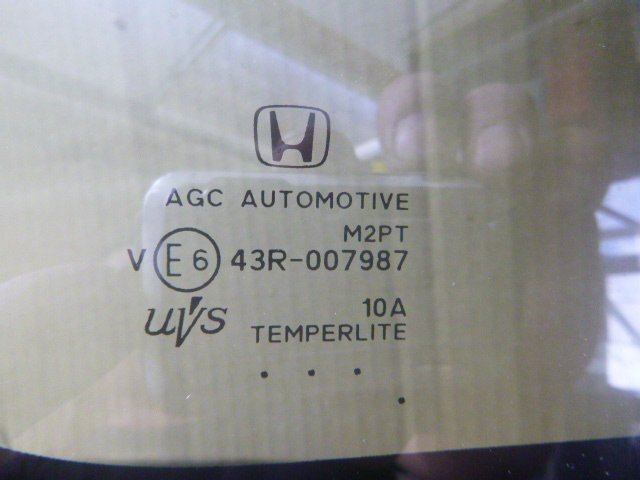 AGC AUTOMOTIVE
M2PT
V E6 43R-007987
uvs 10A
TEMPERLITE